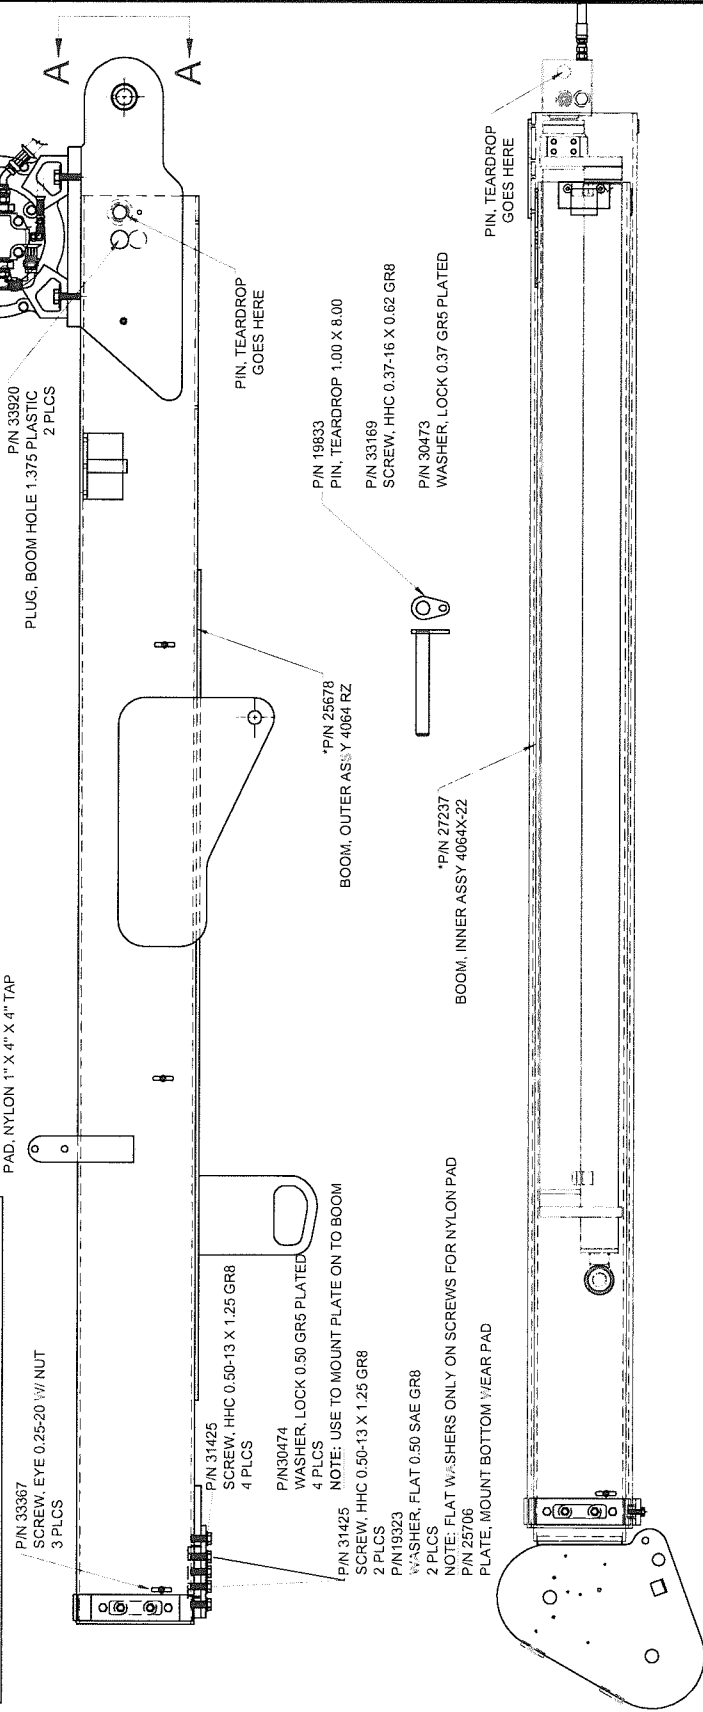 PAD, NYLON 1" X 4" X 4" TAP
P/N 33367
SCREW, EYE 0.25-20 W/ NUT
3 PLCS
P/N 33920
PLUG, BOOM HOLE 1.375 PLASTIC
2 PLCS
A
A
PIN, TEARDROP
GOES HERE
P/N 31425
SCREW, HHC 0.50-13 X 1.25 GR8
4 PLCS
P/N30474
WASHER, LOCK 0.50 GR5 PLATED
4 PLCS
NOTE: USE TO MOUNT PLATE ON TO BOOM
P/N 31425
SCREW, HHC 0.50-13 X 1.25 GR8
2 PLCS
P/N19323
WASHER, FLAT 0.50 SAE GR8
2 PLCS
NOTE: FLAT WASHERS ONLY ON SCREWS FOR NYLON PAD
P/N 25706
PLATE, MOUNT BOTTOM WEAR PAD
*P/N 25678
BOOM, OUTER ASSY 4064 RZ
P/N 19833
PIN, TEARDROP 1.00 X 8.00
P/N 33169
SCREW, HHC 0.37-16 X 0.62 GR8
P/N 30473
WASHER, LOCK 0.37 GR5 PLATED
*P/N 27237
BOOM, INNER ASSY 4064X-22
PIN, TEARDROP
GOES HERE